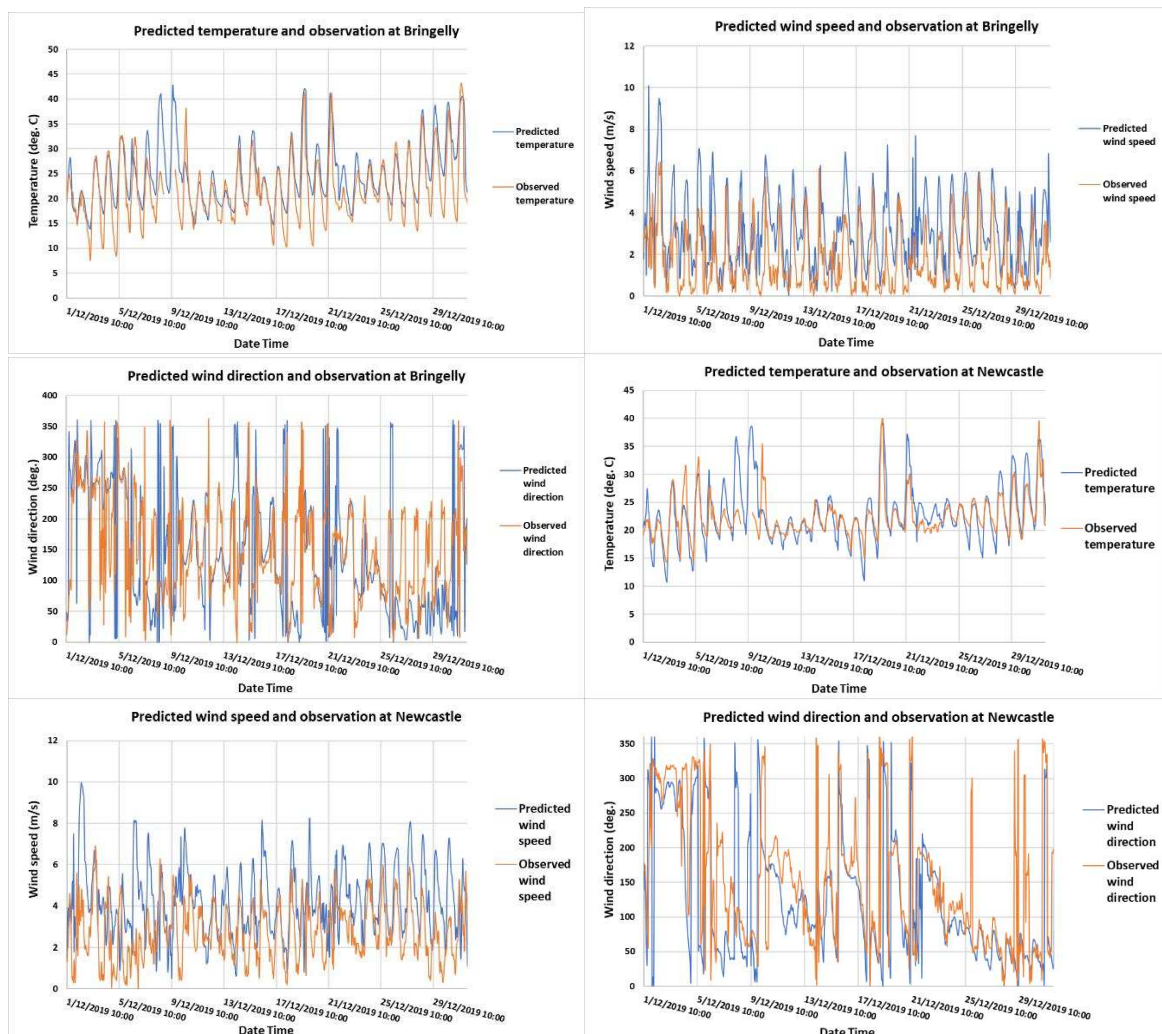 Predicted temperature and observation at Bringelly
50
45
40
35
30
25
20
15
10
5
0
Temperature (deg. C)
1/12/2019 10:00
5/12/2019 10:00
9/12/2019 10:00
13/12/2019 10:00
17/12/2019 10:00
21/12/2019 10:00
25/12/2019 10:00
29/12/2019 10:00
Date Time
Predicted
temperature
Observed
temperature
Predicted wind speed and observation at Bringelly
12
10
8
6
4
2
0
Wind speed (m/s)
1/12/2019 10:00
5/12/2019 10:00
9/12/2019 10:00
13/12/2019 10:00
17/12/2019 10:00
21/12/2019 10:00
25/12/2019 10:00
29/12/2019 10:00
Date Time
Predicted
wind speed
Observed
wind speed
Predicted wind direction and observation at Bringelly
400
350
300
250
200
150
100
50
0
Wind direction (deg.)
1/12/2019 10:00
5/12/2019 10:00
9/12/2019 10:00
13/12/2019 10:00
17/12/2019 10:00
21/12/2019 10:00
25/12/2019 10:00
29/12/2019 10:00
Date Time
Predicted
wind
direction
Observed
wind
direction
Predicted temperature and observation at Newcastle
45
40
35
30
25
20
15
10
5
0
Temperature (deg. C)
1/12/2019 10:00
5/12/2019 10:00
9/12/2019 10:00
13/12/2019 10:00
17/12/2019 10:00
21/12/2019 10:00
25/12/2019 10:00
29/12/2019 10:00
Date Time
Predicted
temperature
Observed
temperature
Predicted wind speed and observation at Newcastle
12
10
8
6
4
2
0
Wind speed (m/s)
1/12/2019 10:00
5/12/2019 10:00
9/12/2019 10:00
13/12/2019 10:00
17/12/2019 10:00
21/12/2019 10:00
25/12/2019 10:00
29/12/2019 10:00
Date Time
Predicted
wind
speed
Observed
wind
speed
Predicted wind direction and observation at Newcastle
350
300
250
200
150
100
50
0
Wind direction (deg.)
1/12/2019 10:00
5/12/2019 10:00
9/12/2019 10:00
13/12/2019 10:00
17/12/2019 10:00
21/12/2019 10:00
25/12/2019 10:00
29/12/2019 10:00
Date Time
Predicted
wind
direction
Observed
wind
direction